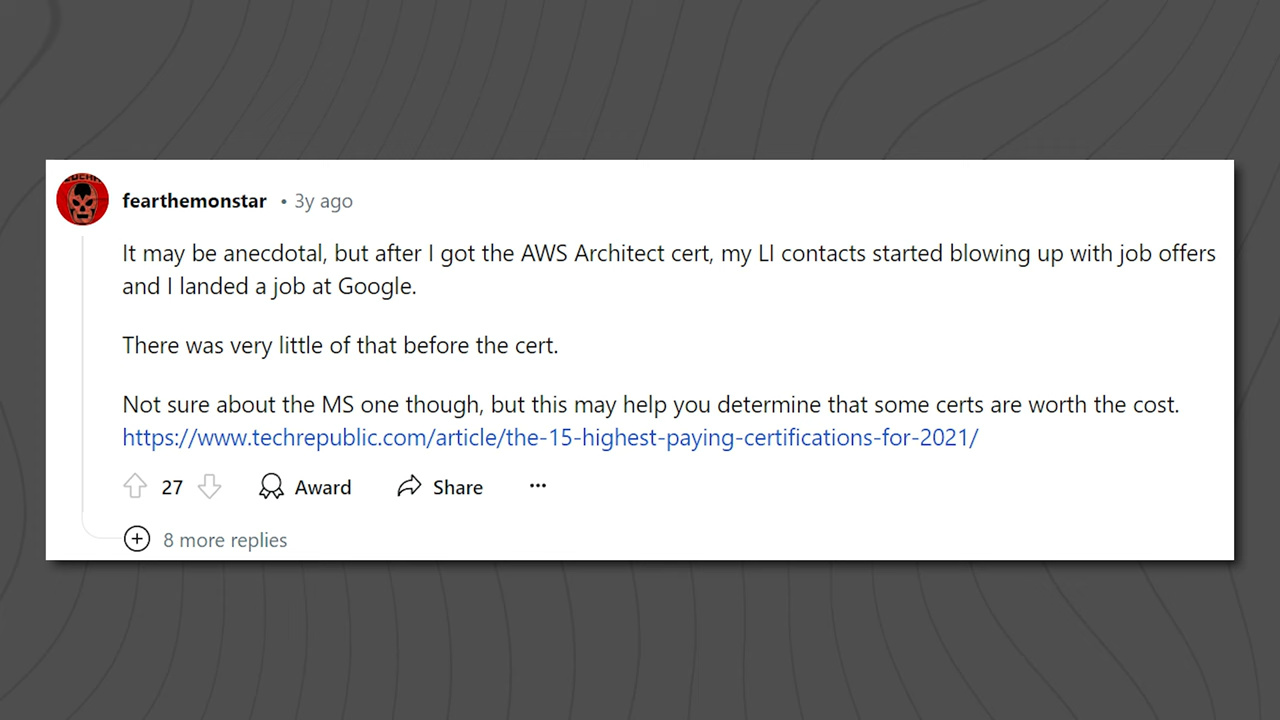 fearthemonstar • 3y ago
It may be anecdotal, but after I got the AWS Architect cert, my LI contacts started blowing up with job offers
and I landed a job at Google.
There was very little of that before the cert.
Not sure about the MS one though, but this may help you determine that some certs are worth the cost.
https://www.techrepublic.com/article/the-15-highest-paying-certifications-for-2021/
27 Award Share ···
8 more replies